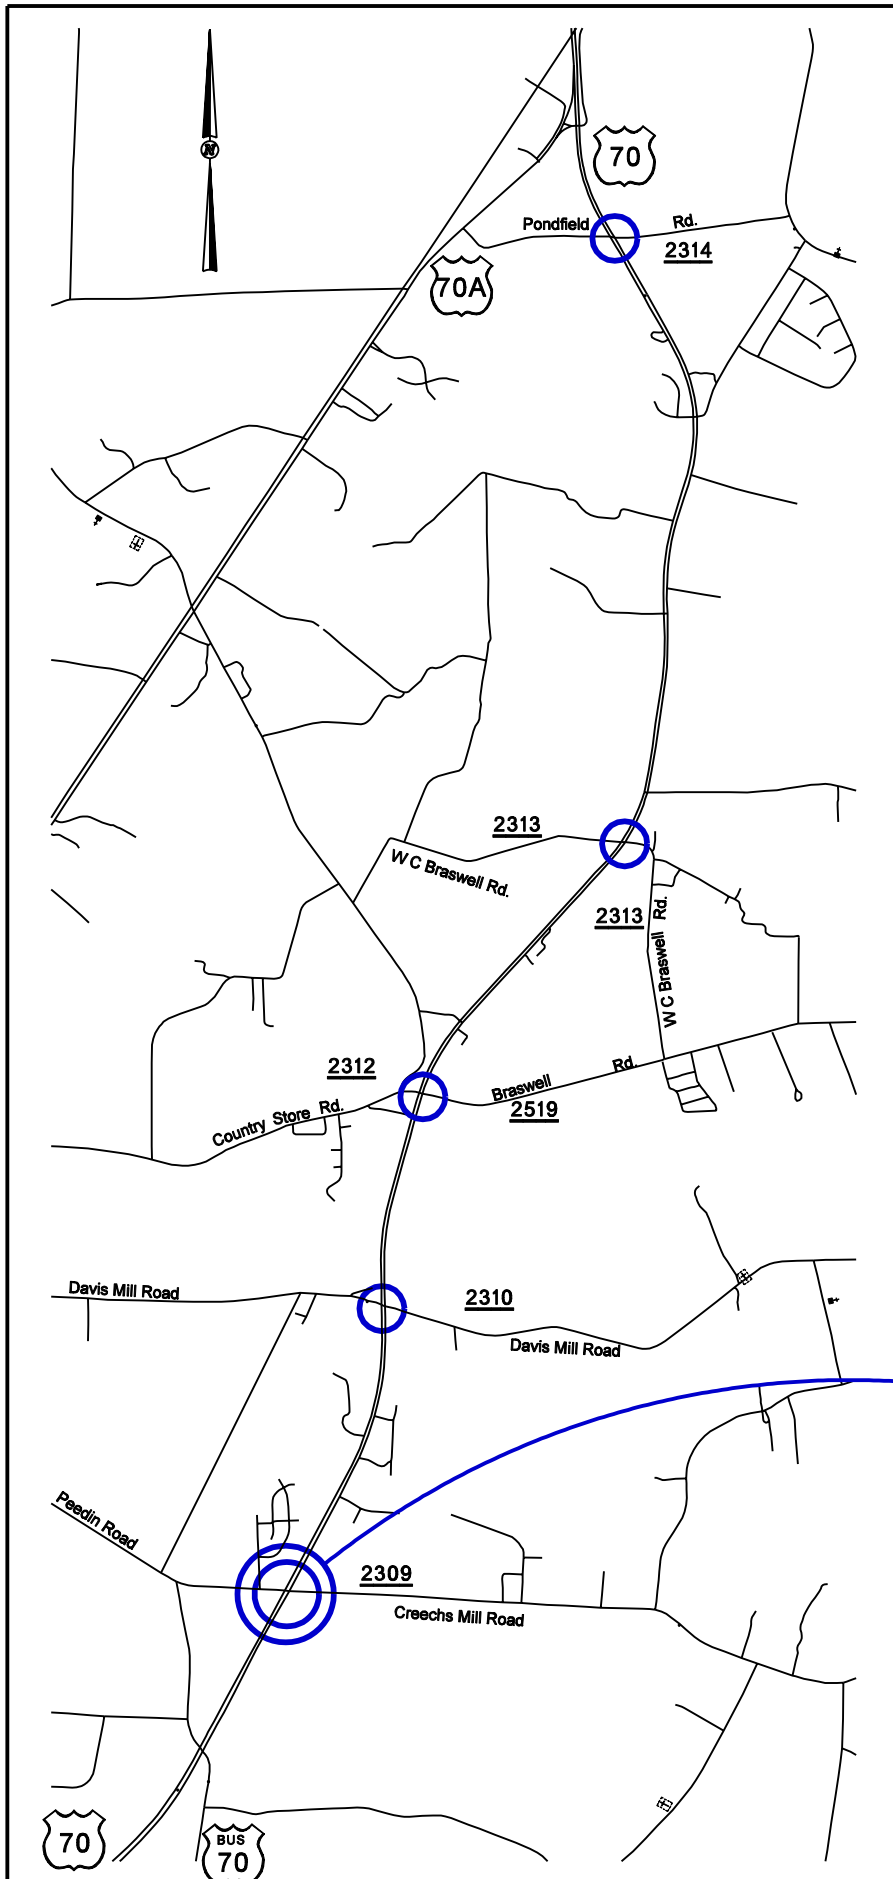 N
70
Pondfield Rd.
2314
70A
2313
W C Braswell Rd.
2313
W C Braswell Rd.
2312
Braswell Rd.
2519
Country Store Rd.
Davis Mill Road
2310
Davis Mill Road
Peedin Road
2309
Creechs Mill Road
70
BUS
70